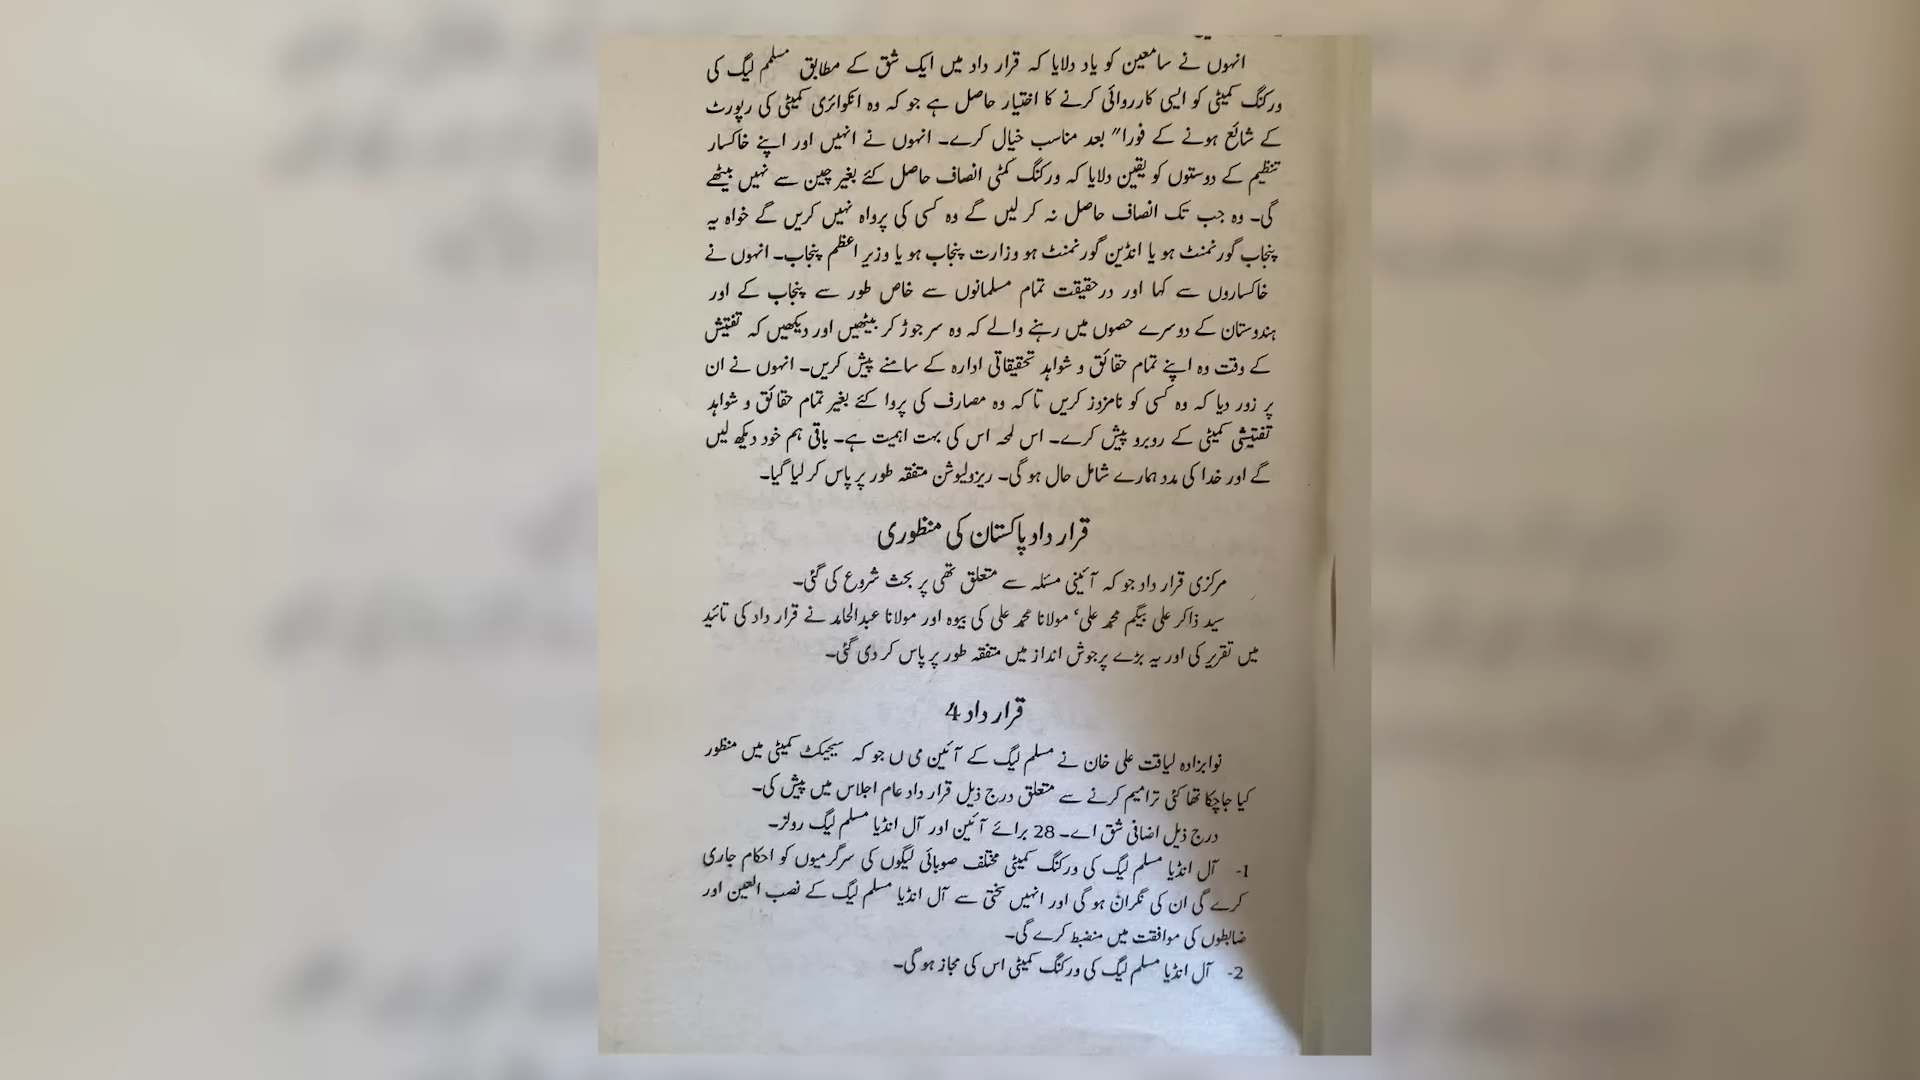 انہوں نے سامعین کو یاد دلایا کہ قرار داد میں ایک شق کے مطابق مسلم لیگ کی
ورکنگ کمیٹی کو ایسی کارروائی کرنے کا اختیار حاصل ہے جو کہ وہ انکوائری کمیٹی کی رپورٹ
کے شائع ہونے کے فورا" بعد مناسب خیال کرے۔ انہوں نے انہیں اور اپنے خاکسار
تنظیم کے دوستوں کو یقین دلایا کہ ورکنگ کمٹی انصاف حاصل کئے بغیر چین سے نہیں بیٹھے
گی۔ وہ جب تک انصاف حاصل نہ کر لیں گے وہ کسی کی پرواہ نہیں کریں گے خواہ یہ
پنجاب گورنمنٹ ہو یا انڈین گورنمنٹ ہو وزارت پنجاب ہو یا وزیر اعظم پنجاب۔ انہوں نے
خاکساروں سے کہا اور درحقیقت تمام مسلمانوں سے خاص طور سے پنجاب کے اور
ہندوستان کے دوسرے حصوں میں رہنے والے کہ وہ سر جوڑ کر بیٹھیں اور دیکھیں کہ تفتیش
کے وقت وہ اپنے تمام حقائق و شواہد تحقیقاتی ادارہ کے سامنے پیش کریں۔ انہوں نے ان
پر زور دیا کہ وہ کسی کو نامزدز کریں تا کہ وہ مصارف کی پروا کئے بغیر تمام حقائق و شواہد
تفتیشی کمیٹی کے روبرو پیش کرے۔ اس لمحہ اس کی بہت اہمیت ہے۔ باقی ہم خود دیکھ لیں
گے اور خدا کی مدد ہمارے شامل حال ہو گی۔ ریزولیوشن متفقہ طور پر پاس کر لیا گیا۔
قرار داد پاکستان کی منظوری
مرکزی قرار داد جو کہ آئینی مسئلہ سے متعلق تھی پر بحث شروع کی گئی۔
سید ذاکر علی بیگم محمد علی، مولانا محمد علی کی بیوہ اور مولانا عبدالحامد نے قرار داد کی تائید
میں تقریر کی اور یہ بڑے پرجوش انداز میں متفقہ طور پر پاس کر دی گئی۔
قرار داد 4
نوابزادہ لیاقت علی خان نے مسلم لیگ کے آئین می ں جو کہ سبجیکٹ کمیٹی میں منظور
کیا جاچکا تھا کئی ترامیم کرنے سے متعلق درج ذیل قرار داد عام اجلاس میں پیش کی۔
درج ذیل اضافی شق اے۔ 28 برائے آئین اور آل انڈیا مسلم لیگ رولز۔
1- آل انڈیا مسلم لیگ کی ورکنگ کمیٹی مختلف صوبائی لیگوں کی سرگرمیوں کو احکام جاری
کرے گی ان کی نگران ہو گی اور انہیں سختی سے آل انڈیا مسلم لیگ کے نصب العین اور
ضابطوں کی موافقت میں منضبط کرے گی۔
2- آل انڈیا مسلم لیگ کی ورکنگ کمیٹی اس کی مجاز ہو گی۔